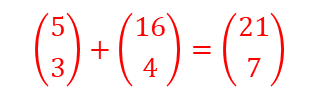 (5 3) + (16 4) = (21 7)